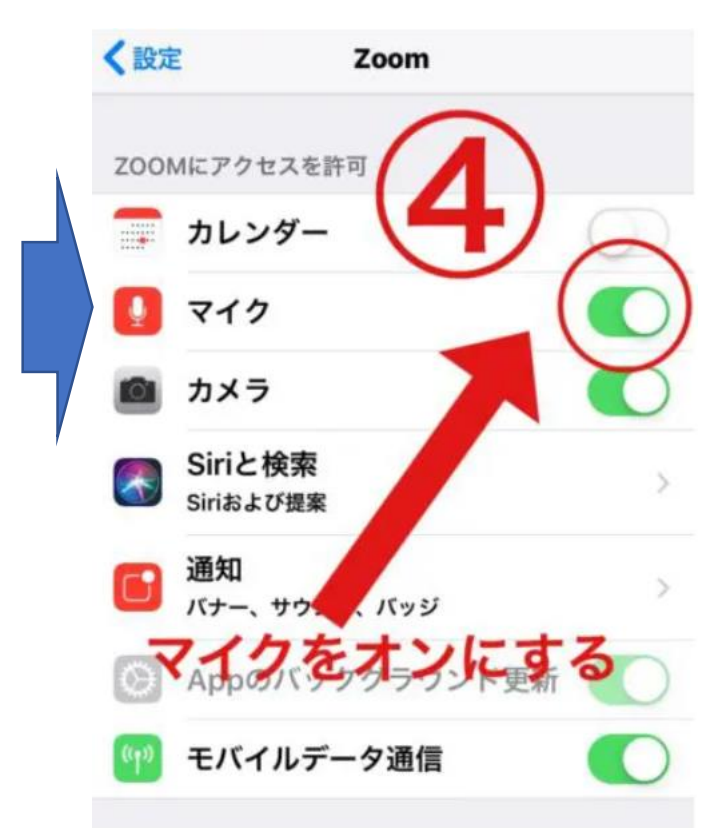 設定 Zoom
ZOOMにアクセスを許可
④
カレンダー
マイク
カメラ
Siriと検索
Siriおよび提案
通知
バナー、サウンド、バッジ
マイクをオンにする
Appのバックグラウンド更新
モバイルデータ通信